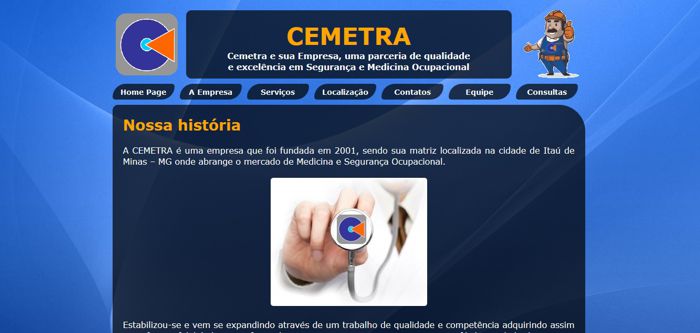 CEMETRA
Cemetra e sua Empresa, uma parceria de qualidade
e excelência em Segurança e Medicina Ocupacional
Home Page
A Empresa
Serviços
Localização
Contatos
Equipe
Consultas
Nossa história
A CEMETRA é uma empresa que foi fundada em 2001, sendo sua matriz localizada na cidade de Itaú de
Minas – MG onde abrange o mercado de Medicina e Segurança Ocupacional.
Estabilizou-se e vem se expandindo através de um trabalho de qualidade e competência adquirindo assim